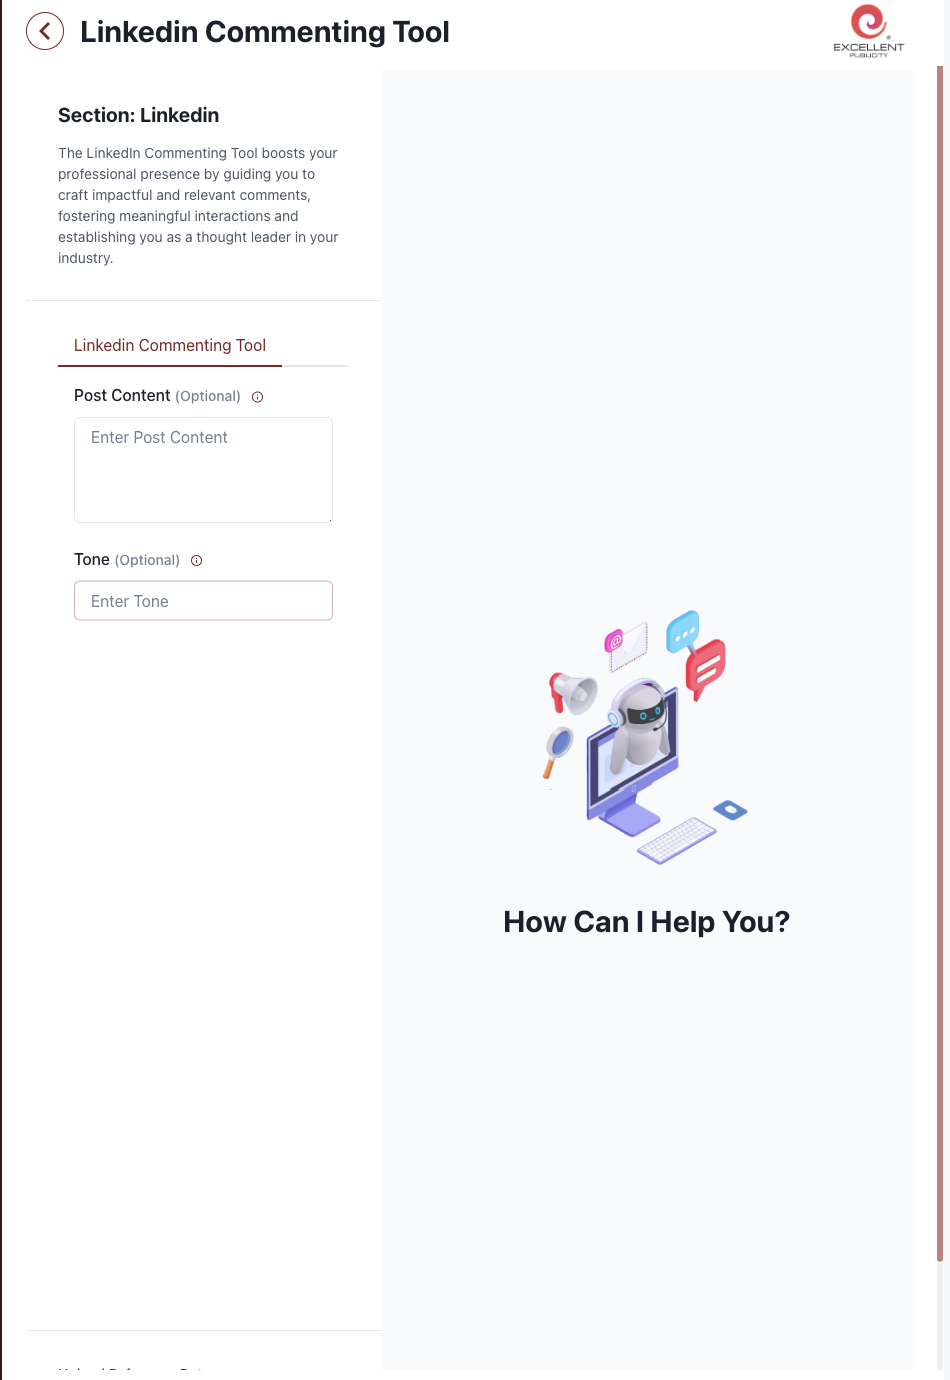 Linkedin Commenting Tool
EXCELLENT
PUBLICITY
Section: Linkedin
The LinkedIn Commenting Tool boosts your
professional presence by guiding you to
craft impactful and relevant comments,
fostering meaningful interactions and
establishing you as a thought leader in your
industry.
Linkedin Commenting Tool
Post Content (Optional)
Enter Post Content
Tone (Optional)
Enter Tone
How Can I Help You?